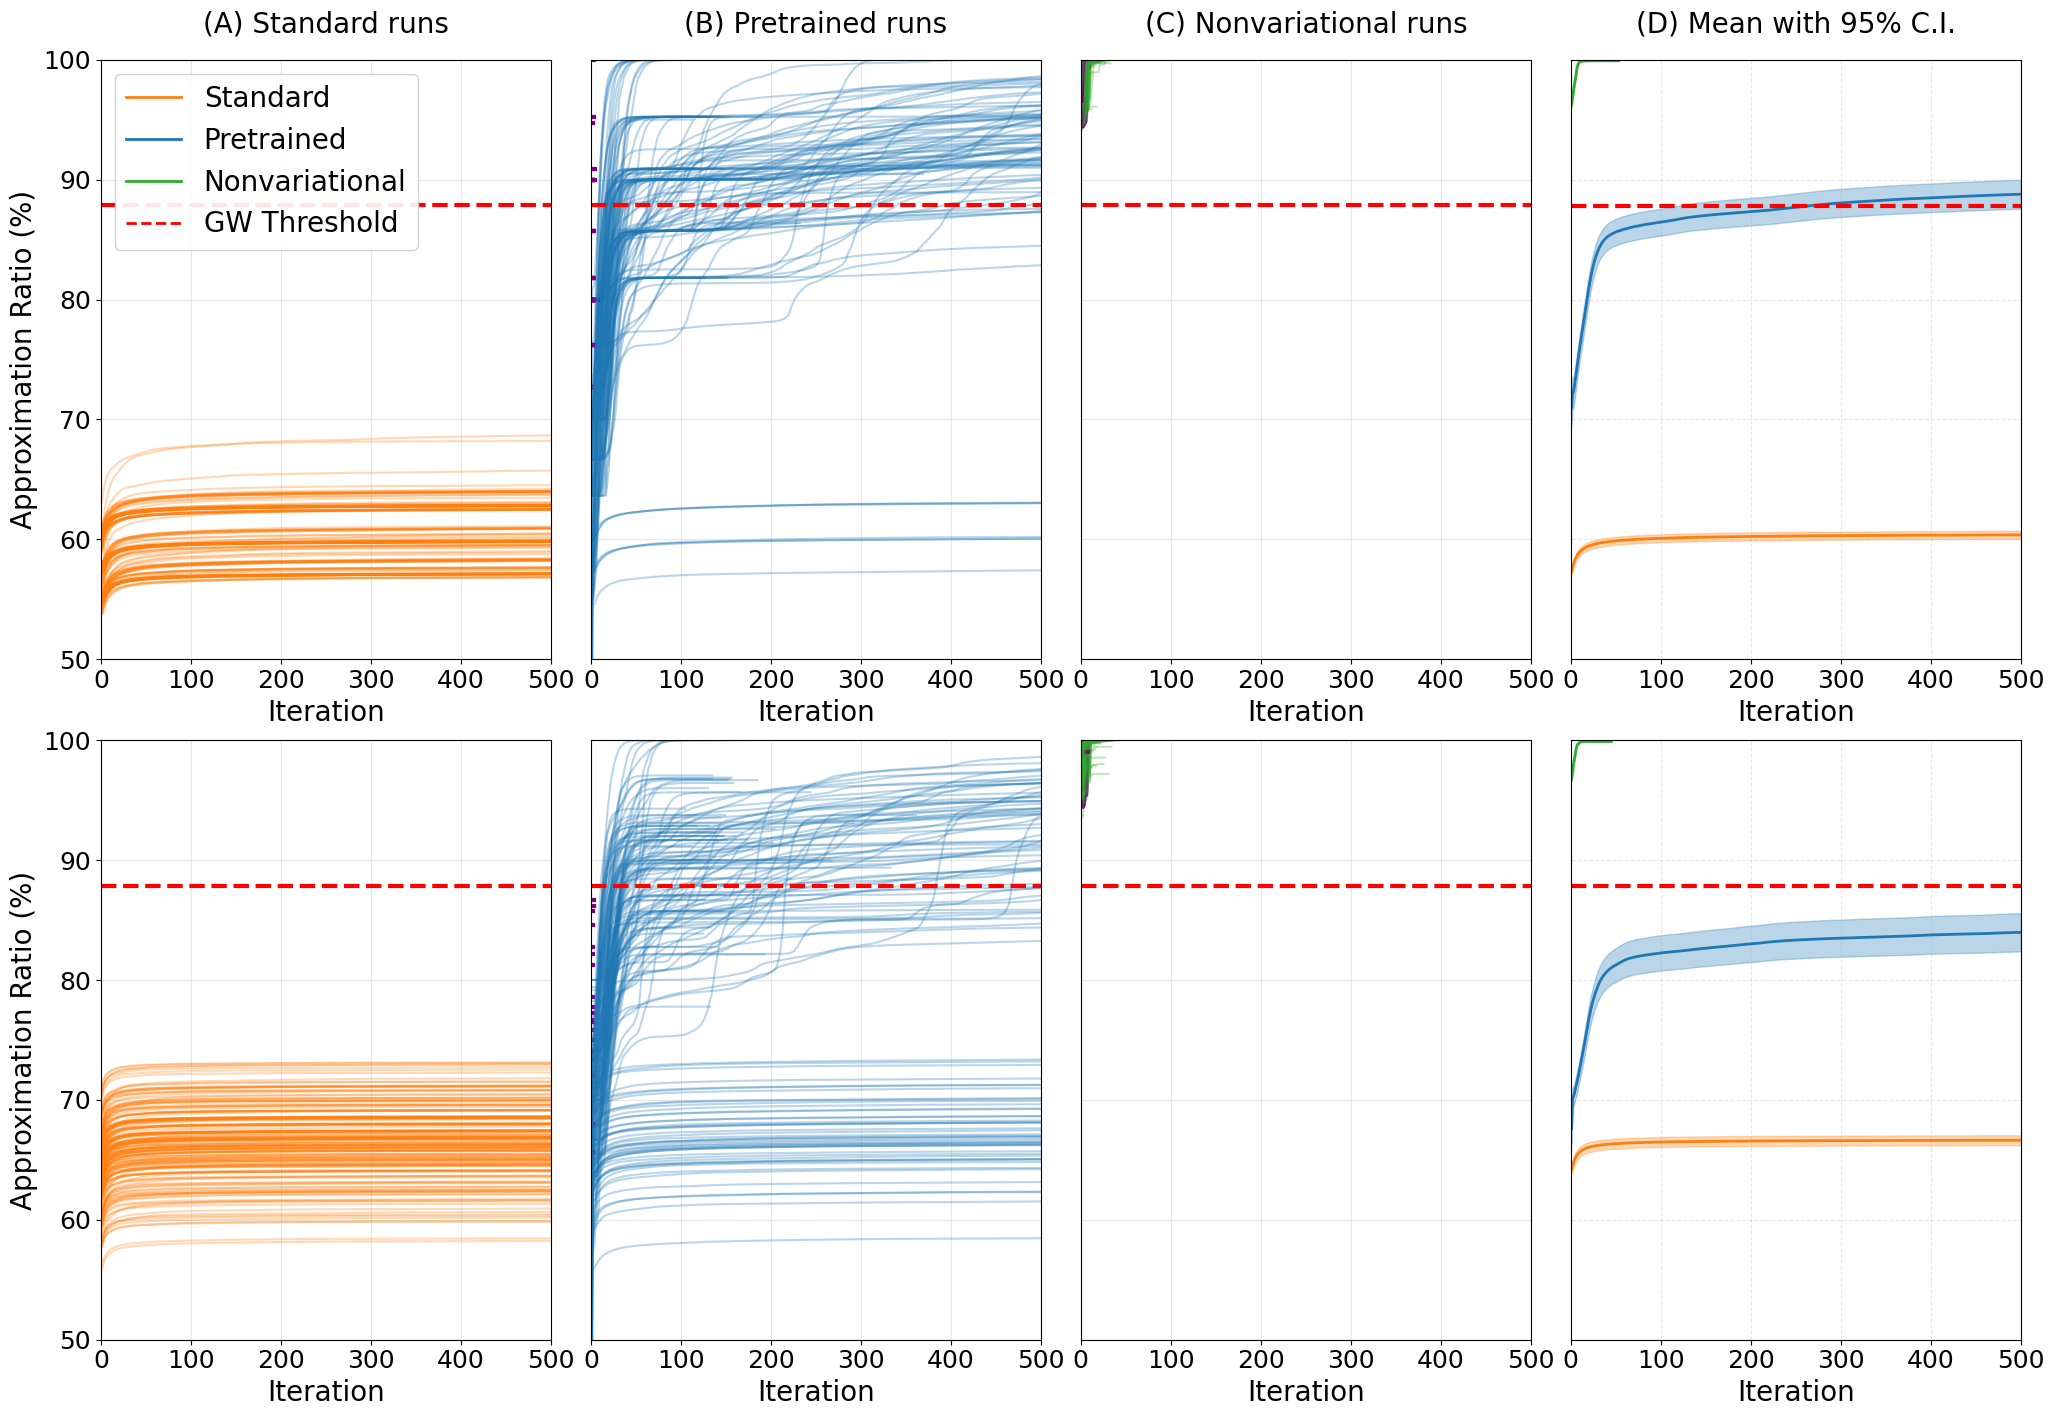 (A) Standard runs
(B) Pretrained runs
(C) Nonvariational runs
(D) Mean with 95% C.I.
Approximation Ratio (%)
100
90
80
70
60
50
Standard
Pretrained
Nonvariational
GW Threshold
0 100 200 300 400 500
0 100 200 300 400 500
0 100 200 300 400 500
0 100 200 300 400 500
Iteration
Iteration
Iteration
Iteration
Approximation Ratio (%)
100
90
80
70
60
50
0 100 200 300 400 500
0 100 200 300 400 500
0 100 200 300 400 500
0 100 200 300 400 500
Iteration
Iteration
Iteration
Iteration